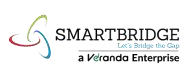 SMARTBRIDGE
Let's Bridge the Gap
a Veranda Enterprise